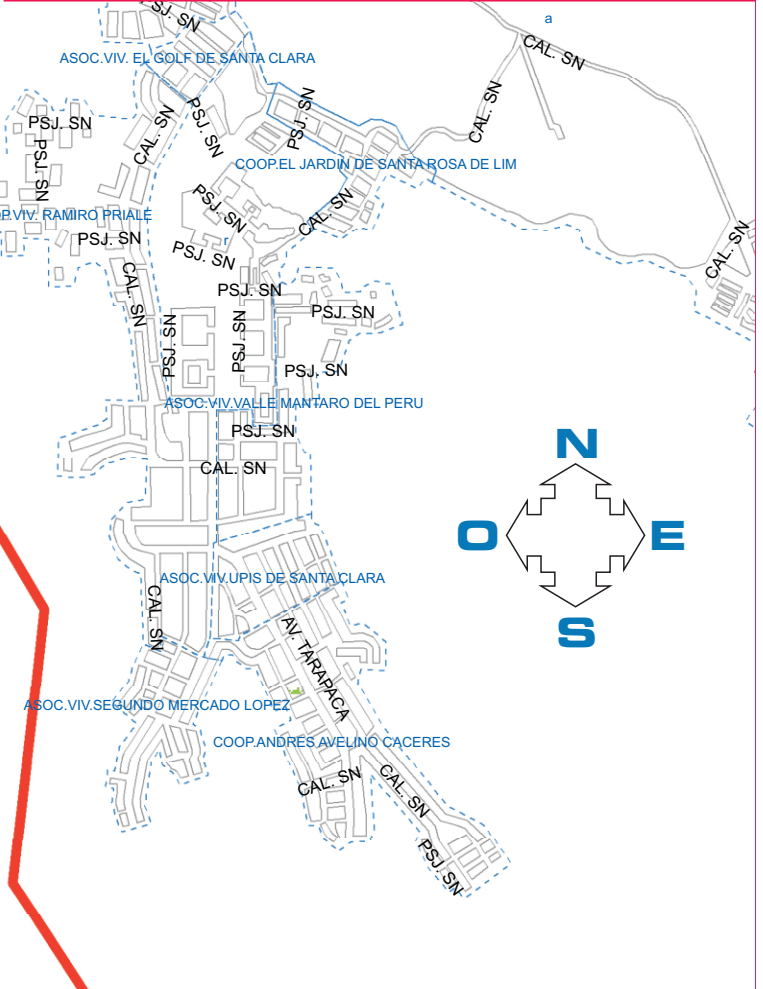 PSJ. SN
a
CAL. SN
ASOC.VIV. EL GOLF DE SANTA CLARA
PSJ. SN
CAL. SN
PSJ. SN
PSJ. SN
CAL. SN
PSJ. SN
COOP.EL JARDIN DE SANTA ROSA DE LIM
PSJ. SN
PSJ. SN
CAL. SN
P.VIV. RAMIRO PRIALE
PSJ. SN
r
PSJ. SN
CAL. SN
CAL. SN
PSJ. SN
PSJ. SN
PSJ. SN
PSJ. SN
PSJ. SN
ASOC.VIV.VALLE MANTARO DEL PERU
PSJ. SN
CAL. SN
N
O
E
S
ASOC.VIV.UPIS DE SANTA CLARA
CAL. SN
AV. TARAPACA
ASOC.VIV.SEGUNDO MERCADO LOPEZ
COOP.ANDRES AVELINO CACERES
CAL. SN
CAL. SN
PSJ. SN